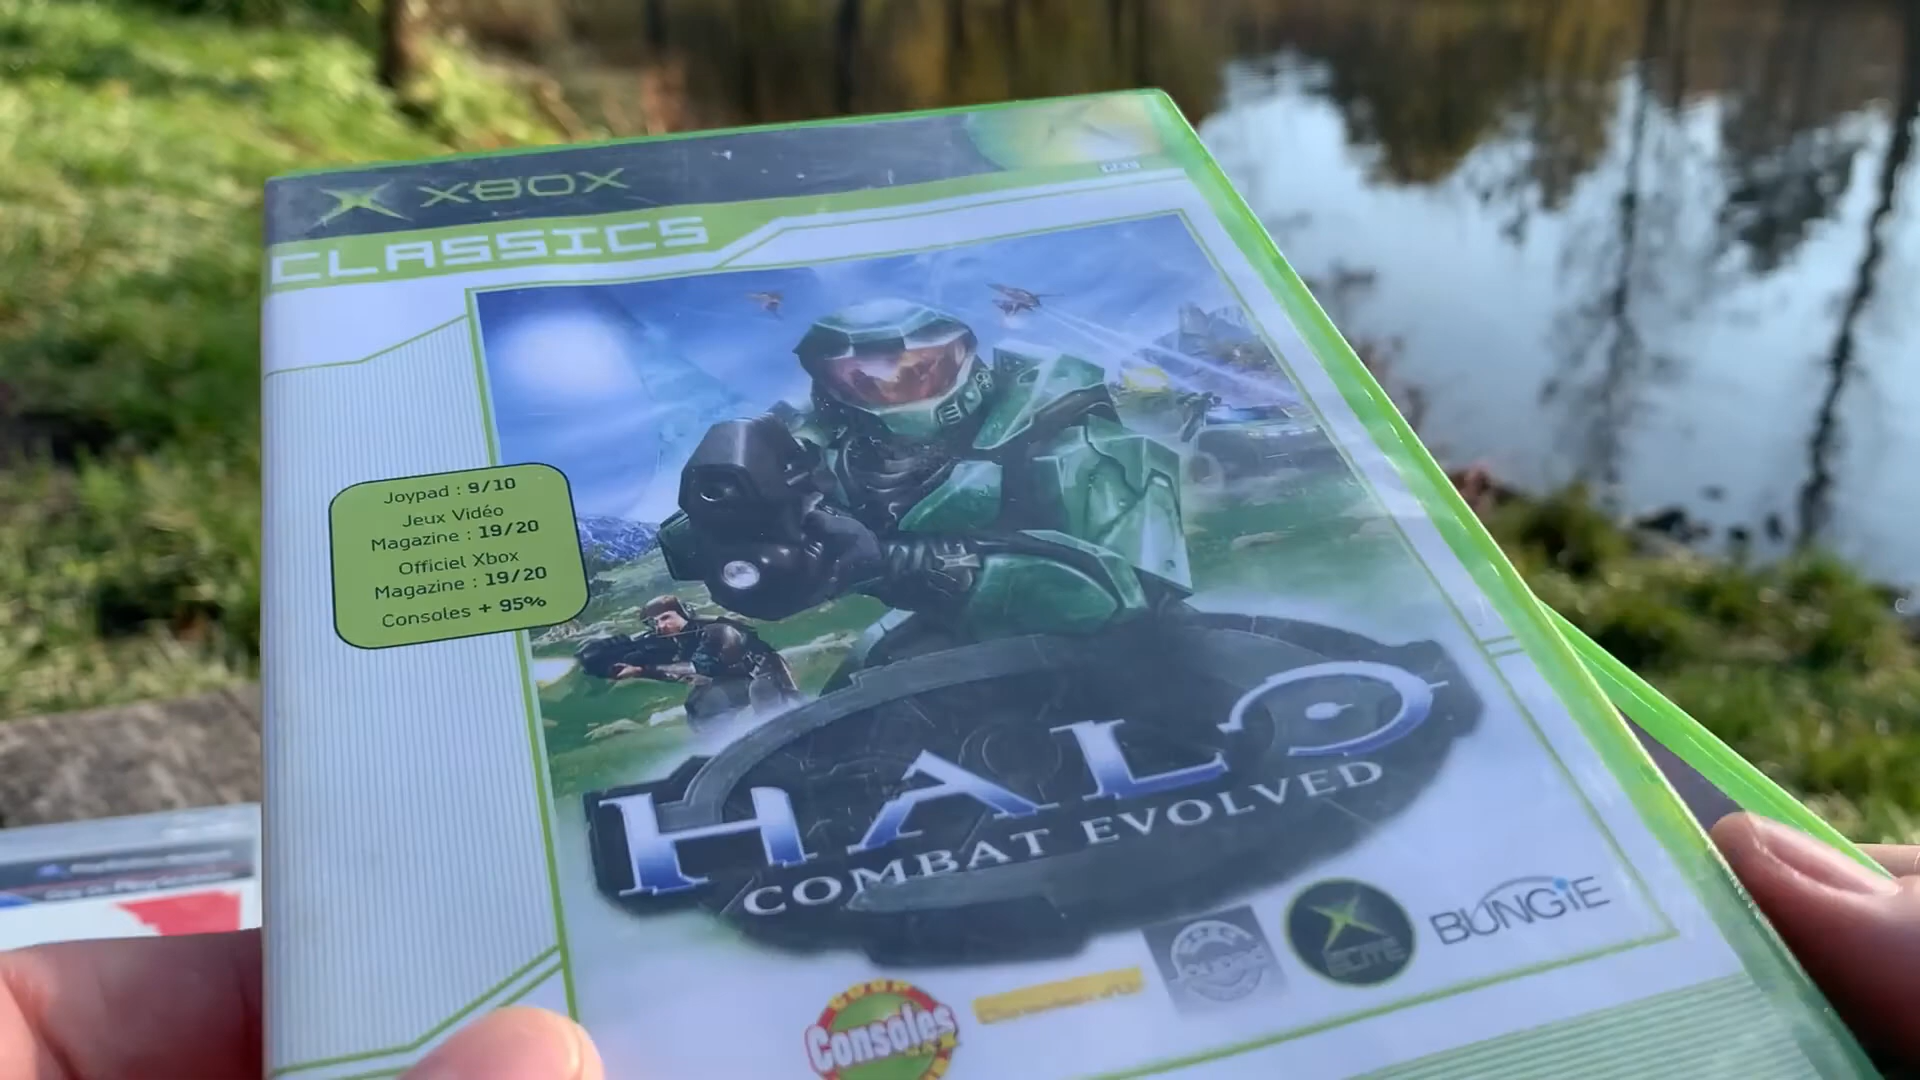 XBOX
CLASSICS
Joypad : 9/10
Jeux Vidéo
Magazine : 19/20
Officiel Xbox
Magazine : 19/20
Consoles + 95%
HALO
COMBAT EVOLVED
ELITE
BUNGIE
Consoles